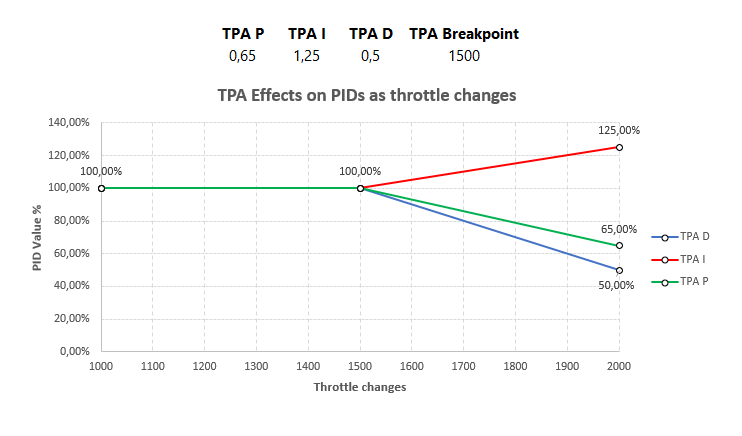 TPA P TPA I TPA D TPA Breakpoint
0,65 1,25 0,5 1500
TPA Effects on PIDs as throttle changes
140,00%
120,00%
100,00%
80,00%
60,00%
40,00%
20,00%
0,00%
PID Value %
100,00%
100,00%
125,00%
65,00%
50,00%
TPA D
TPA I
TPA P
1000 1100 1200 1300 1400 1500 1600 1700 1800 1900 2000
Throttle changes